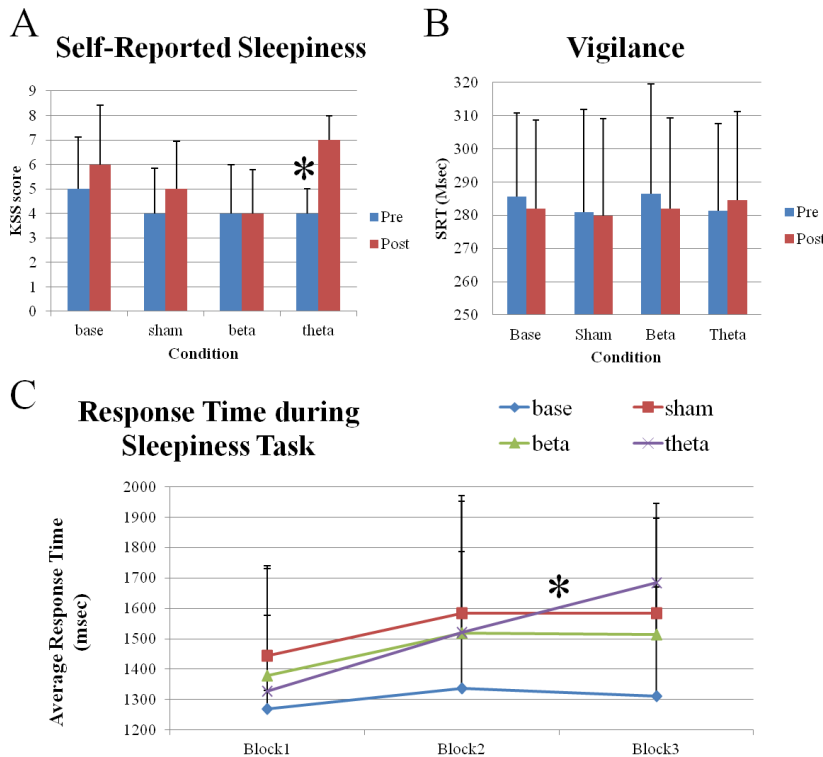 A
Self-Reported Sleepiness
9
8
7
6
5
4
3
2
1
0
KSS score
*
Pre
Post
base sham beta theta
Condition
B
Vigilance
320
310
300
290
280
270
260
250
SRT (Msec)
Pre
Post
Base Sham Beta Theta
Condition
C
Response Time during
Sleepiness Task
base sham
beta theta
2000
1900
1800
1700
1600
1500
1400
1300
1200
Average Response Time
(msec)
*
Block1 Block2 Block3